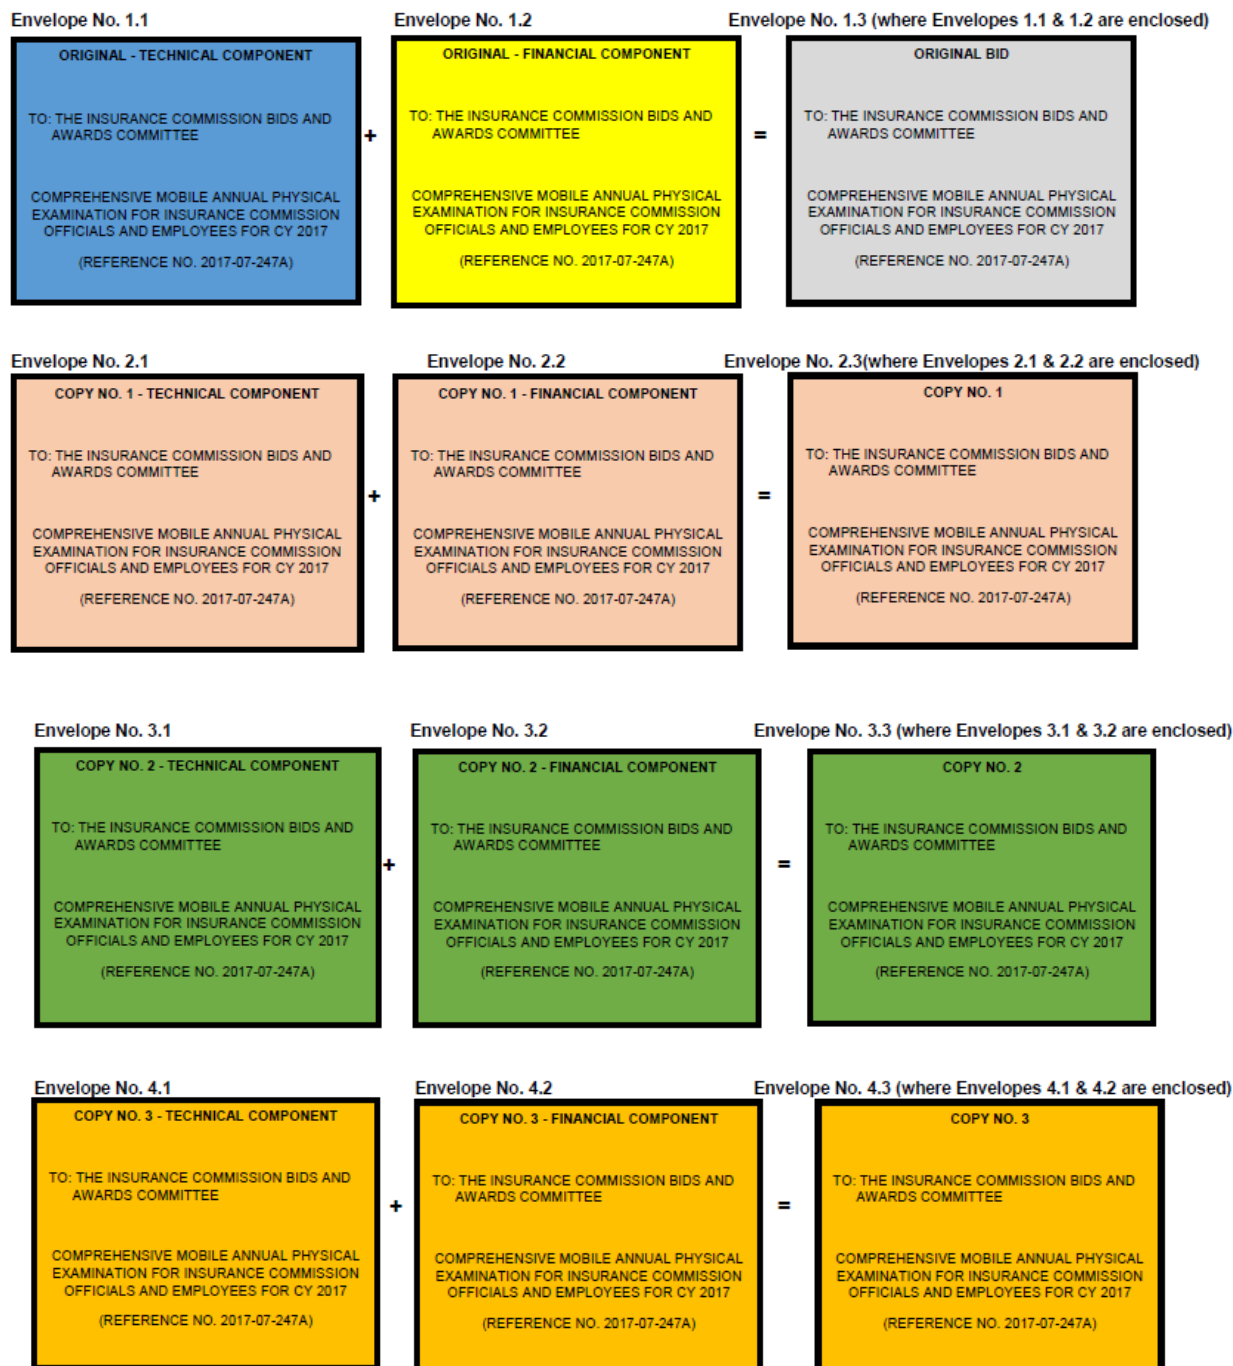 Envelope No. 1.1
Envelope No. 1.2
Envelope No. 1.3 (where Envelopes 1.1 & 1.2 are enclosed)
ORIGINAL - TECHNICAL COMPONENT
TO: THE INSURANCE COMMISSION BIDS AND
AWARDS COMMITTEE
COMPREHENSIVE MOBILE ANNUAL PHYSICAL
EXAMINATION FOR INSURANCE COMMISSION
OFFICIALS AND EMPLOYEES FOR CY 2017
(REFERENCE NO. 2017-07-247A)
+
ORIGINAL - FINANCIAL COMPONENT
TO: THE INSURANCE COMMISSION BIDS AND
AWARDS COMMITTEE
COMPREHENSIVE MOBILE ANNUAL PHYSICAL
EXAMINATION FOR INSURANCE COMMISSION
OFFICIALS AND EMPLOYEES FOR CY 2017
(REFERENCE NO. 2017-07-247A)
=
ORIGINAL BID
TO: THE INSURANCE COMMISSION BIDS AND
AWARDS COMMITTEE
COMPREHENSIVE MOBILE ANNUAL PHYSICAL
EXAMINATION FOR INSURANCE COMMISSION
OFFICIALS AND EMPLOYEES FOR CY 2017
(REFERENCE NO. 2017-07-247A)
Envelope No. 2.1
Envelope No. 2.2
Envelope No. 2.3(where Envelopes 2.1 & 2.2 are enclosed)
COPY NO. 1 - TECHNICAL COMPONENT
TO: THE INSURANCE COMMISSION BIDS AND
AWARDS COMMITTEE
COMPREHENSIVE MOBILE ANNUAL PHYSICAL
EXAMINATION FOR INSURANCE COMMISSION
OFFICIALS AND EMPLOYEES FOR CY 2017
(REFERENCE NO. 2017-07-247A)
+
COPY NO. 1 - FINANCIAL COMPONENT
TO: THE INSURANCE COMMISSION BIDS AND
AWARDS COMMITTEE
COMPREHENSIVE MOBILE ANNUAL PHYSICAL
EXAMINATION FOR INSURANCE COMMISSION
OFFICIALS AND EMPLOYEES FOR CY 2017
(REFERENCE NO. 2017-07-247A)
=
COPY NO. 1
TO: THE INSURANCE COMMISSION BIDS AND
AWARDS COMMITTEE
COMPREHENSIVE MOBILE ANNUAL PHYSICAL
EXAMINATION FOR INSURANCE COMMISSION
OFFICIALS AND EMPLOYEES FOR CY 2017
(REFERENCE NO. 2017-07-247A)
Envelope No. 3.1
Envelope No. 3.2
Envelope No. 3.3 (where Envelopes 3.1 & 3.2 are enclosed)
COPY NO. 2 - TECHNICAL COMPONENT
TO: THE INSURANCE COMMISSION BIDS AND
AWARDS COMMITTEE
COMPREHENSIVE MOBILE ANNUAL PHYSICAL
EXAMINATION FOR INSURANCE COMMISSION
OFFICIALS AND EMPLOYEES FOR CY 2017
(REFERENCE NO. 2017-07-247A)
+
COPY NO. 2 - FINANCIAL COMPONENT
TO: THE INSURANCE COMMISSION BIDS AND
AWARDS COMMITTEE
COMPREHENSIVE MOBILE ANNUAL PHYSICAL
EXAMINATION FOR INSURANCE COMMISSION
OFFICIALS AND EMPLOYEES FOR CY 2017
(REFERENCE NO. 2017-07-247A)
=
COPY NO. 2
TO: THE INSURANCE COMMISSION BIDS AND
AWARDS COMMITTEE
COMPREHENSIVE MOBILE ANNUAL PHYSICAL
EXAMINATION FOR INSURANCE COMMISSION
OFFICIALS AND EMPLOYEES FOR CY 2017
(REFERENCE NO. 2017-07-247A)
Envelope No. 4.1
Envelope No. 4.2
Envelope No. 4.3 (where Envelopes 4.1 & 4.2 are enclosed)
COPY NO. 3 - TECHNICAL COMPONENT
TO: THE INSURANCE COMMISSION BIDS AND
AWARDS COMMITTEE
COMPREHENSIVE MOBILE ANNUAL PHYSICAL
EXAMINATION FOR INSURANCE COMMISSION
OFFICIALS AND EMPLOYEES FOR CY 2017
(REFERENCE NO. 2017-07-247A)
+
COPY NO. 3 - FINANCIAL COMPONENT
TO: THE INSURANCE COMMISSION BIDS AND
AWARDS COMMITTEE
COMPREHENSIVE MOBILE ANNUAL PHYSICAL
EXAMINATION FOR INSURANCE COMMISSION
OFFICIALS AND EMPLOYEES FOR CY 2017
(REFERENCE NO. 2017-07-247A)
=
COPY NO. 3
TO: THE INSURANCE COMMISSION BIDS AND
AWARDS COMMITTEE
COMPREHENSIVE MOBILE ANNUAL PHYSICAL
EXAMINATION FOR INSURANCE COMMISSION
OFFICIALS AND EMPLOYEES FOR CY 2017
(REFERENCE NO. 2017-07-247A)